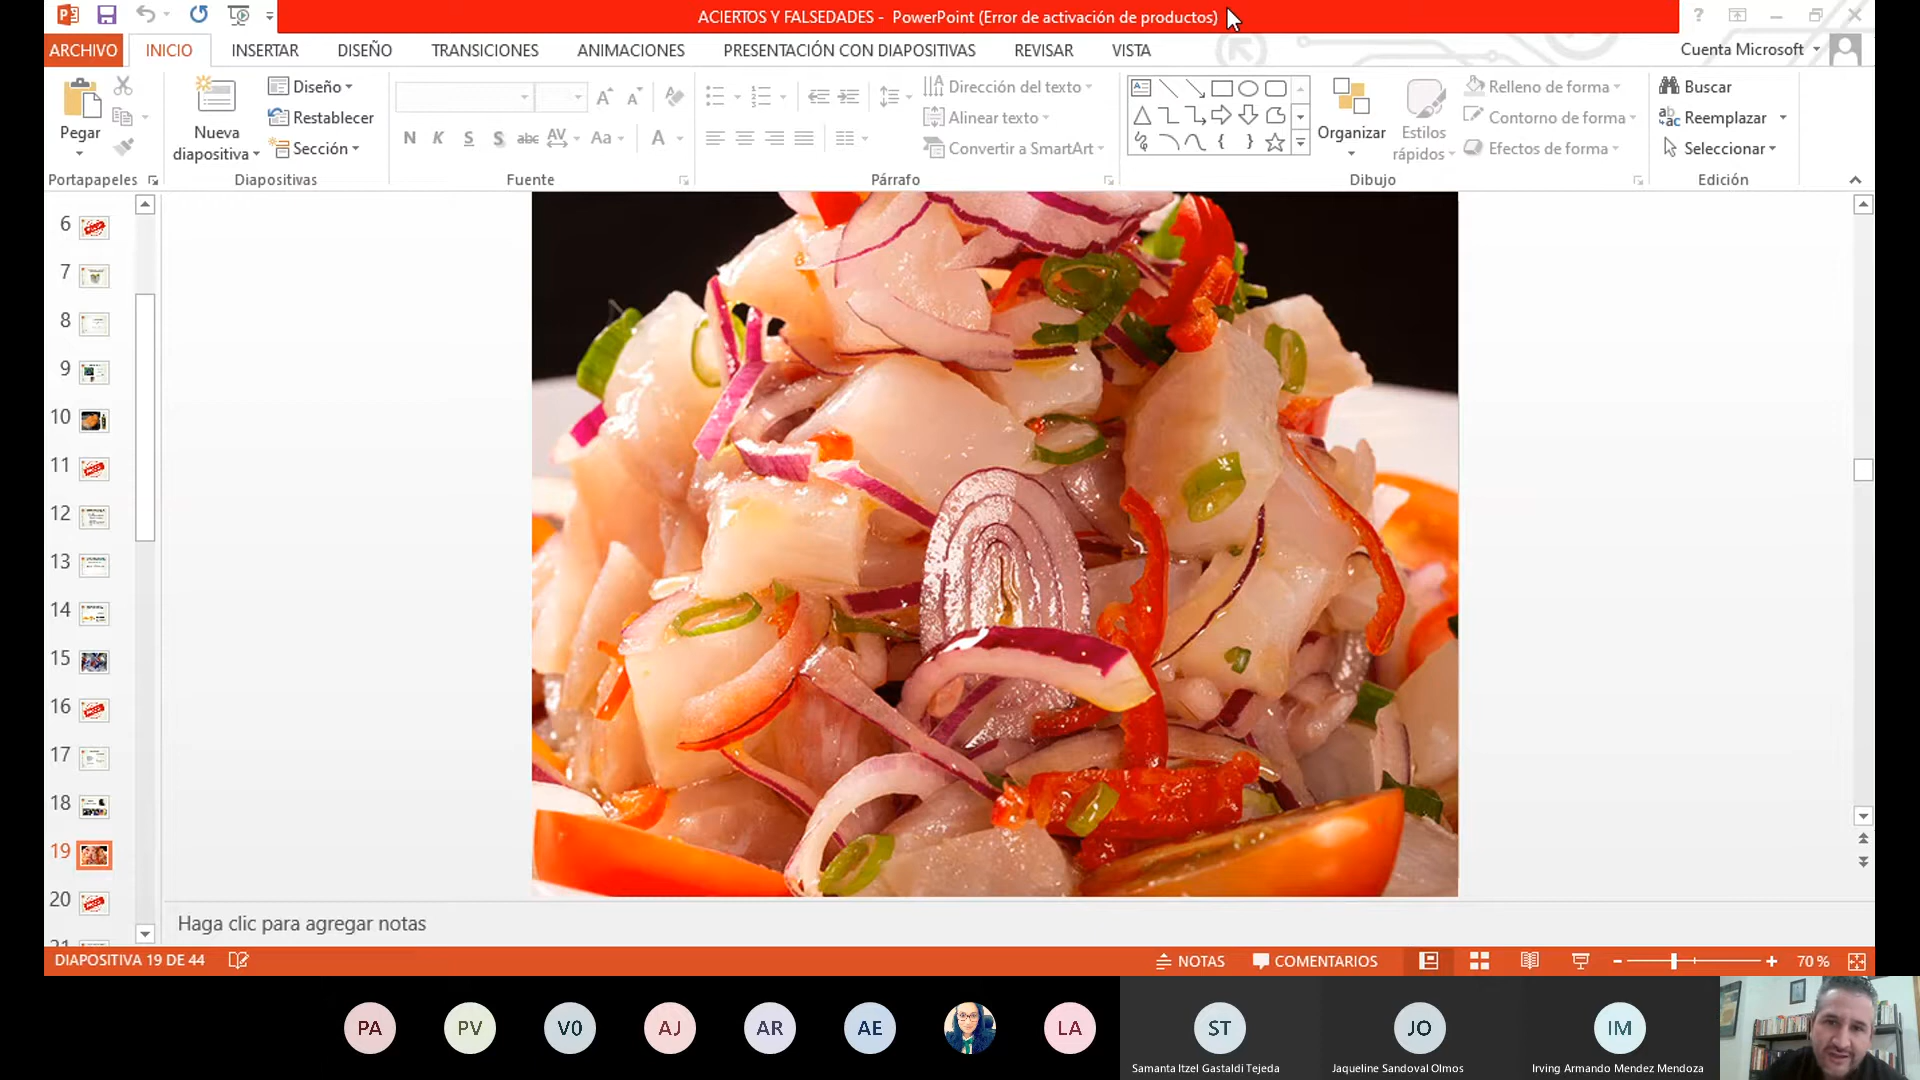 ACIERTOS Y FALSEDADES - PowerPoint (Error de activación de productos)
ARCHIVO INICIO INSERTAR DISEÑO TRANSICIONES ANIMACIONES PRESENTACIÓN CON DIAPOSITIVAS REVISAR VISTA Cuenta Microsoft
Pegar
Nueva diapositiva
Diseño
Restablecer
Sección
N K S S abc AV Aa A
Dirección del texto
Alinear texto
Convertir a SmartArt
Organizar
Estilos rápidos
Relleno de forma
Contorno de forma
Efectos de forma
Buscar
Reemplazar
Seleccionar
Portapapeles Diapositivas Fuente Párrafo Dibujo Edición
6
7
8
9
10
11
12
13
14
15
16
17
18
19
20
21
Haga clic para agregar notas
DIAPOSITIVA 19 DE 44 NOTAS COMENTARIOS 70 %
PA PV V0 AJ AR AE LA ST JO IM
Samanta Itzel Gastaldi Tejeda Jaqueline Sandoval Olmos Irving Armando Mendez Mendoza